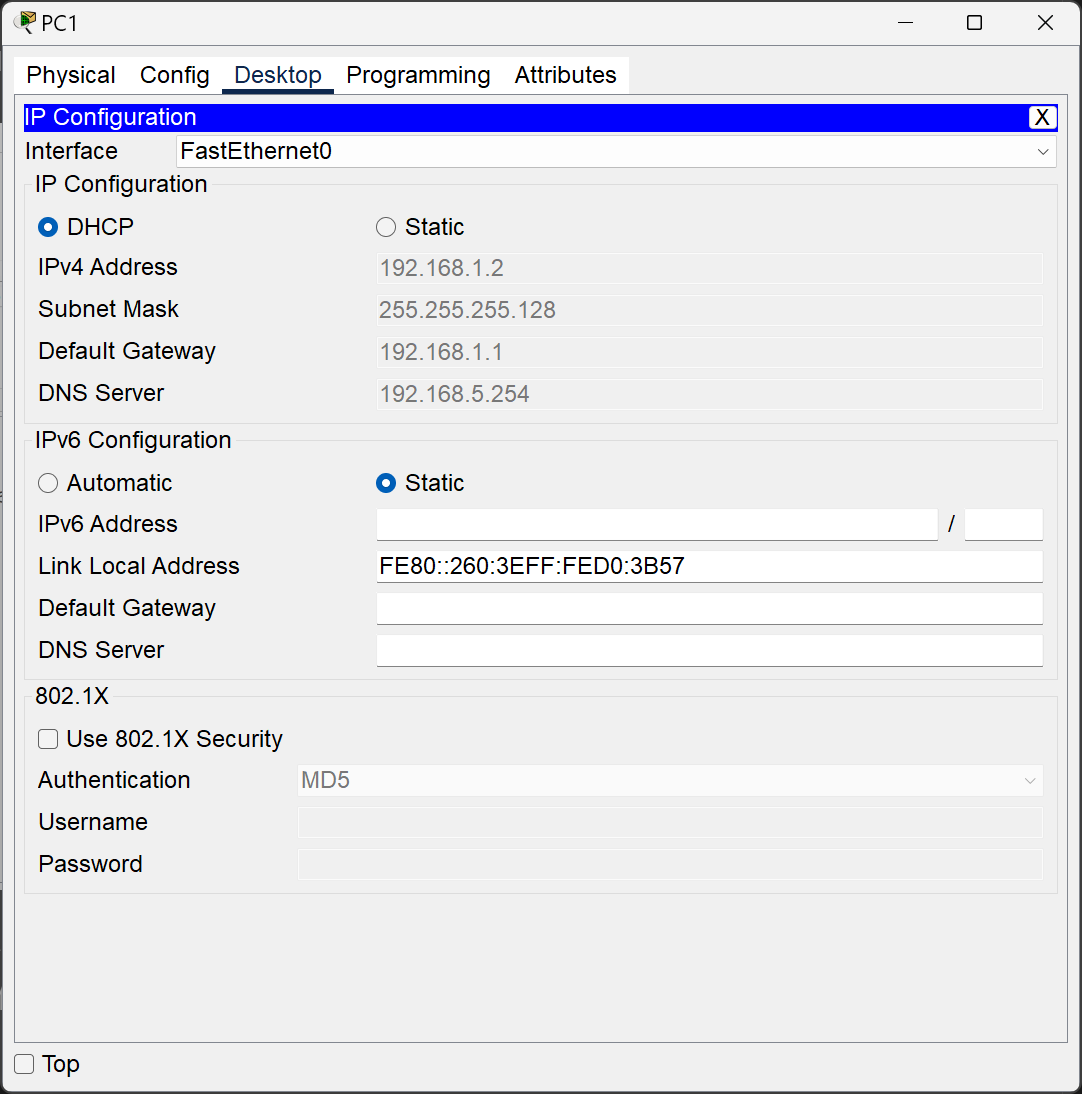 PC1
Physical Config Desktop Programming Attributes
IP Configuration X
Interface FastEthernet0
IP Configuration
DHCP Static
IPv4 Address 192.168.1.2
Subnet Mask 255.255.255.128
Default Gateway 192.168.1.1
DNS Server 192.168.5.254
IPv6 Configuration
Automatic Static
IPv6 Address /
Link Local Address FE80::260:3EFF:FED0:3B57
Default Gateway
DNS Server
802.1X
Use 802.1X Security
Authentication MD5
Username
Password
Top